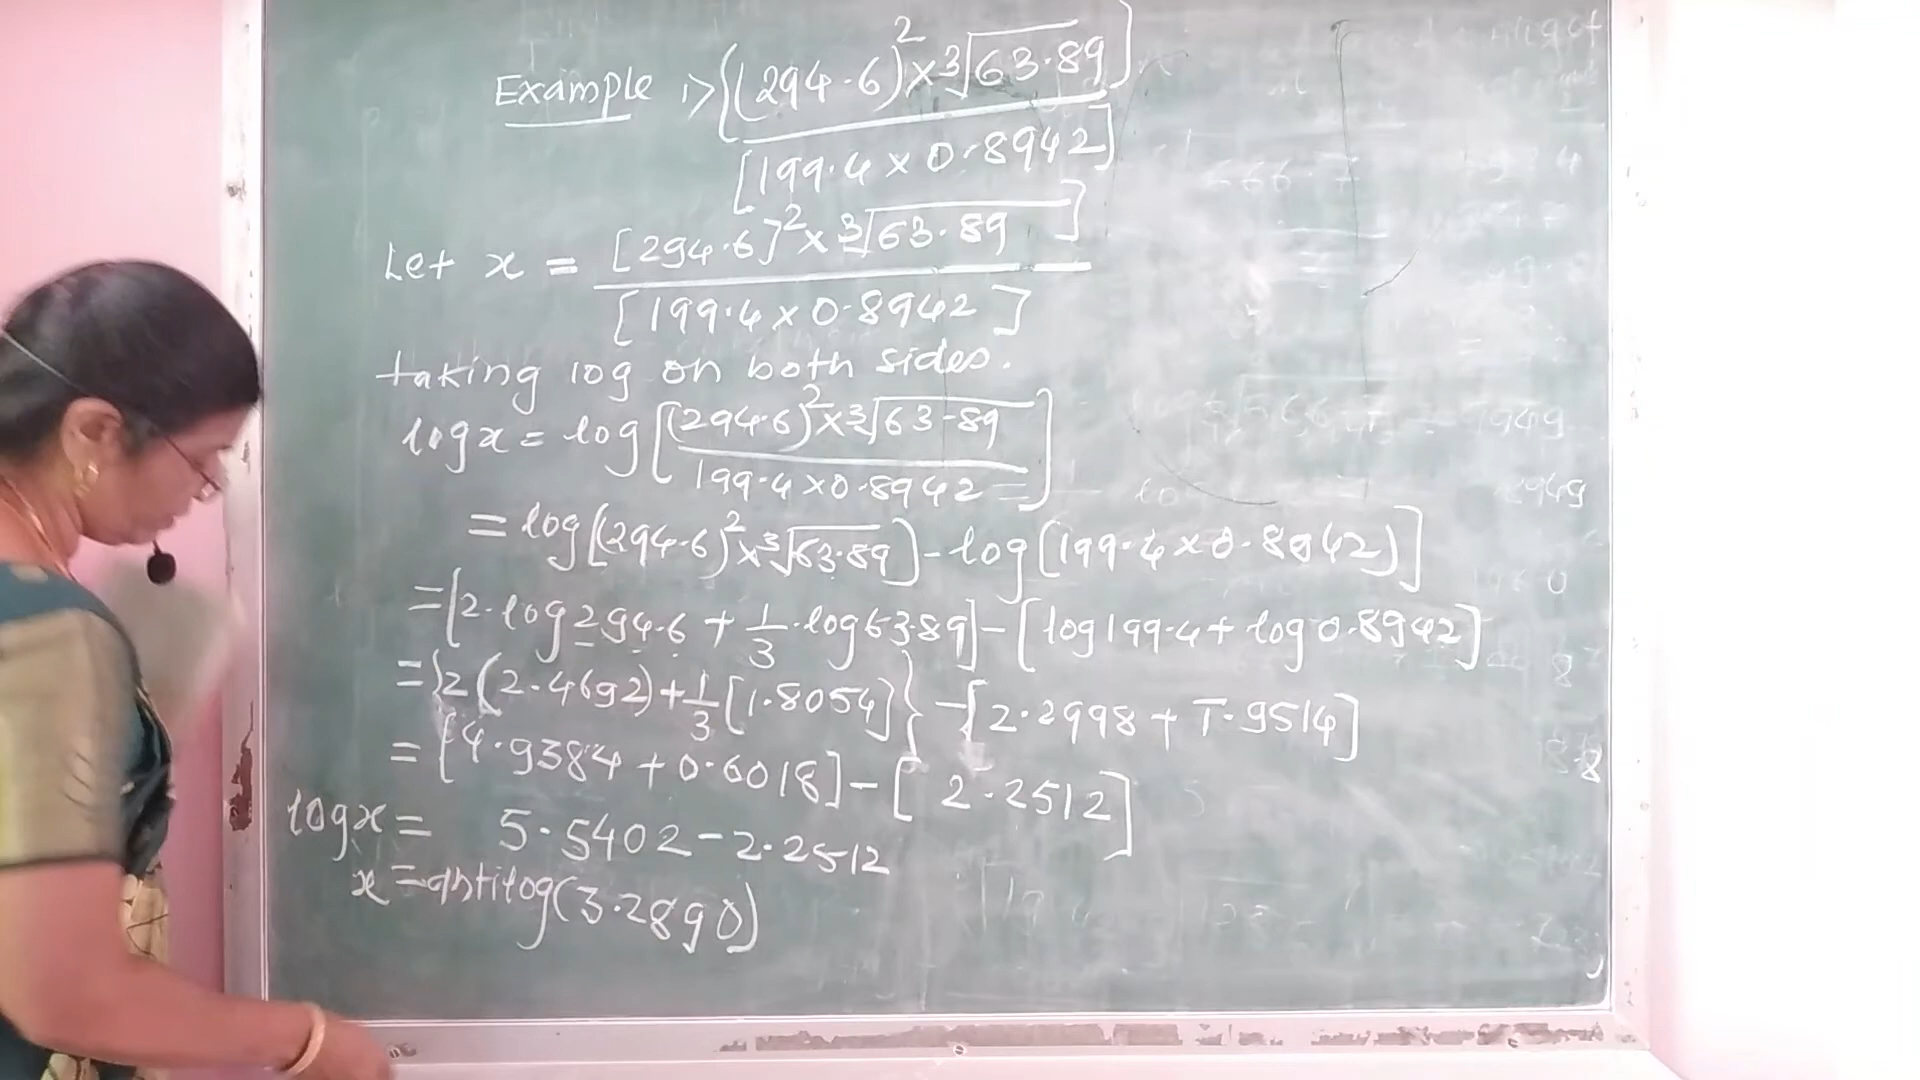 Example 1> {(294.6)² × ³√63.89]
[199.4 × 0.8942]
Let x = [294.6]² × ³√63.89]
[199.4 × 0.8942]
taking log on both sides.
log x = log [(294.6)² × ³√63.89
199.4 × 0.8942]
= log [(294.6)² × ³√63.89] - log [199.4 × 0.8942)]
= [2.log 294.6 + 1/3 .log 63.89] - [log 199.4 + log 0.8942]
= {2(2.4692) + 1/3 [1.8054]} - [2.2998 + 1̅.9514]
= [4.9384 + 0.6018] - [2.2512]
log x = 5.5402 - 2.2512
x = antilog(3.2890)